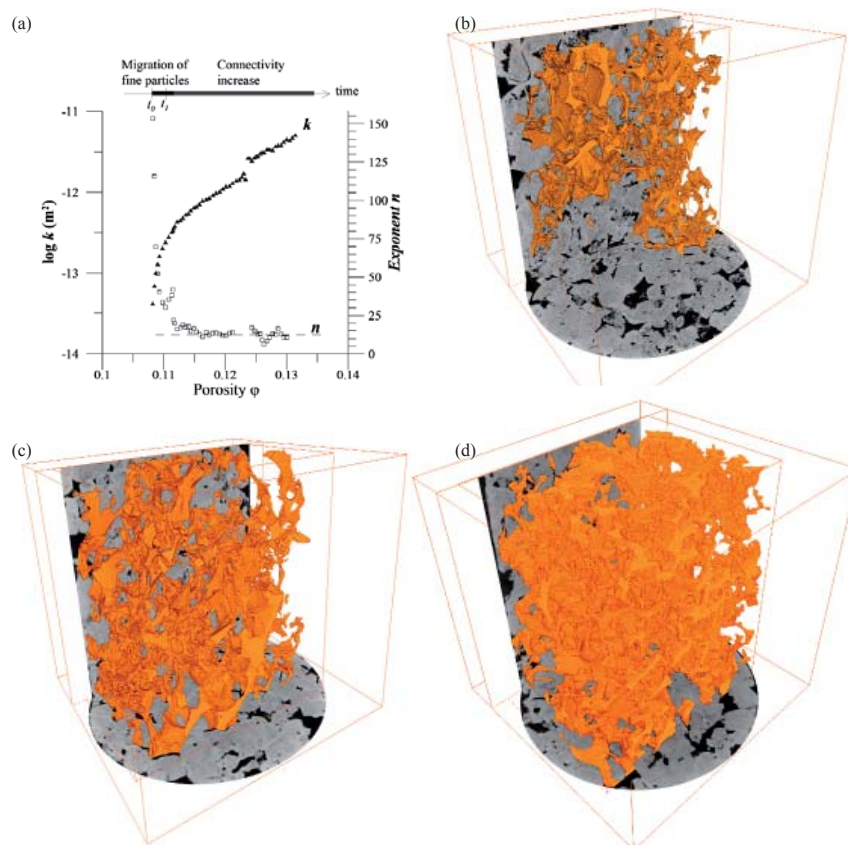 (a)
Migration of
fine particles
Connectivity
increase
time
t0
t1
-11
-12
-13
-14
log k (m²)
k
n
150
125
100
75
50
25
0
Exponent n
0.1
0.11
0.12
0.13
0.14
Porosity φ
(b)
(c)
(d)